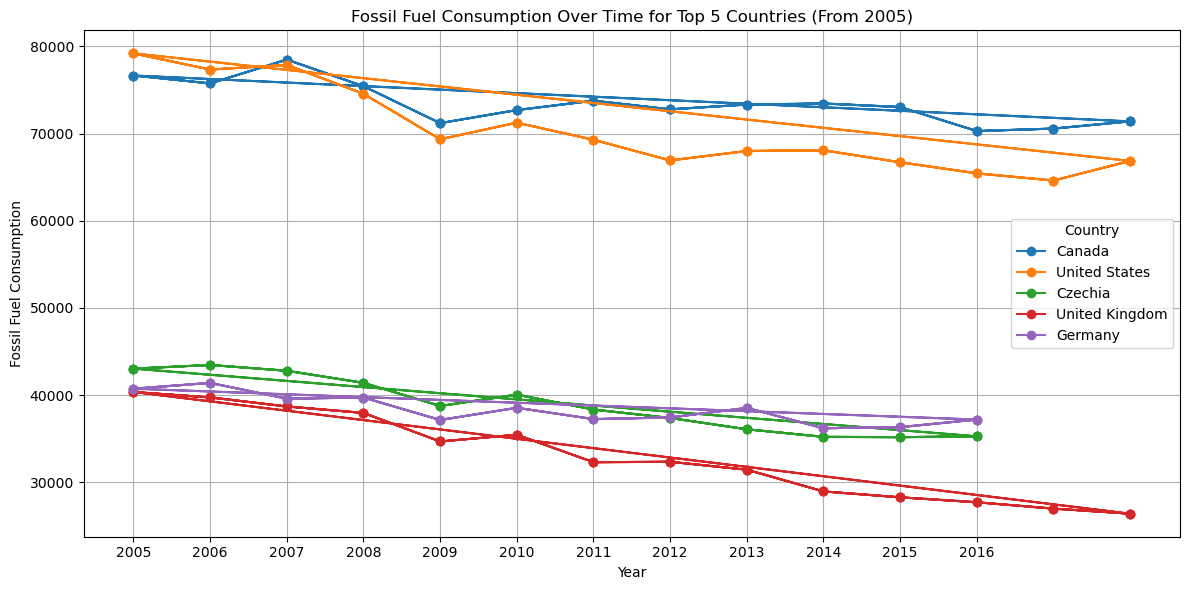 Fossil Fuel Consumption Over Time for Top 5 Countries (From 2005)
80000
70000
60000
50000
40000
30000
Fossil Fuel Consumption
Country
Canada
United States
Czechia
United Kingdom
Germany
2005 2006 2007 2008 2009 2010 2011 2012 2013 2014 2015 2016
Year